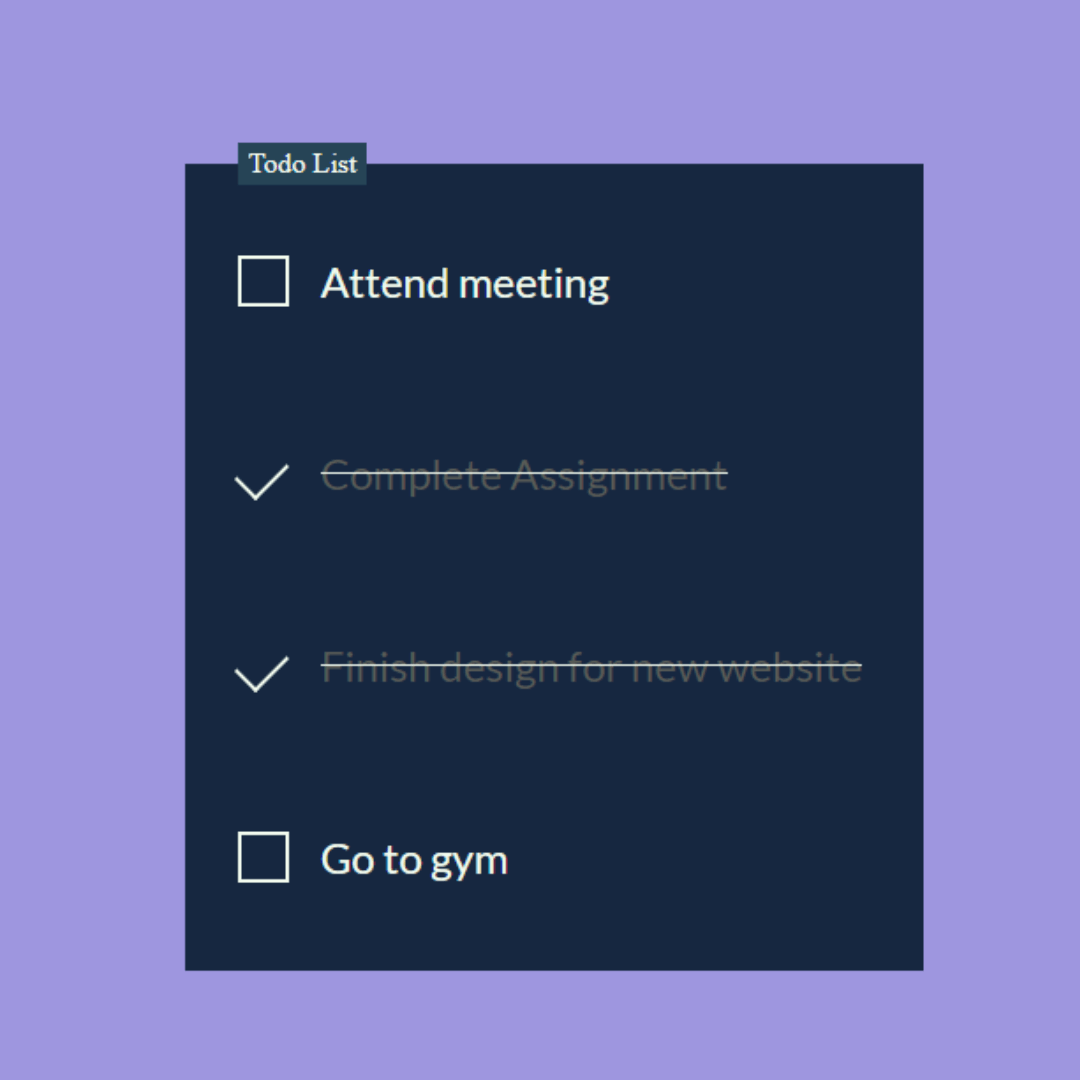 Todo List
Attend meeting
Complete Assignment
Finish design for new website
Go to gym